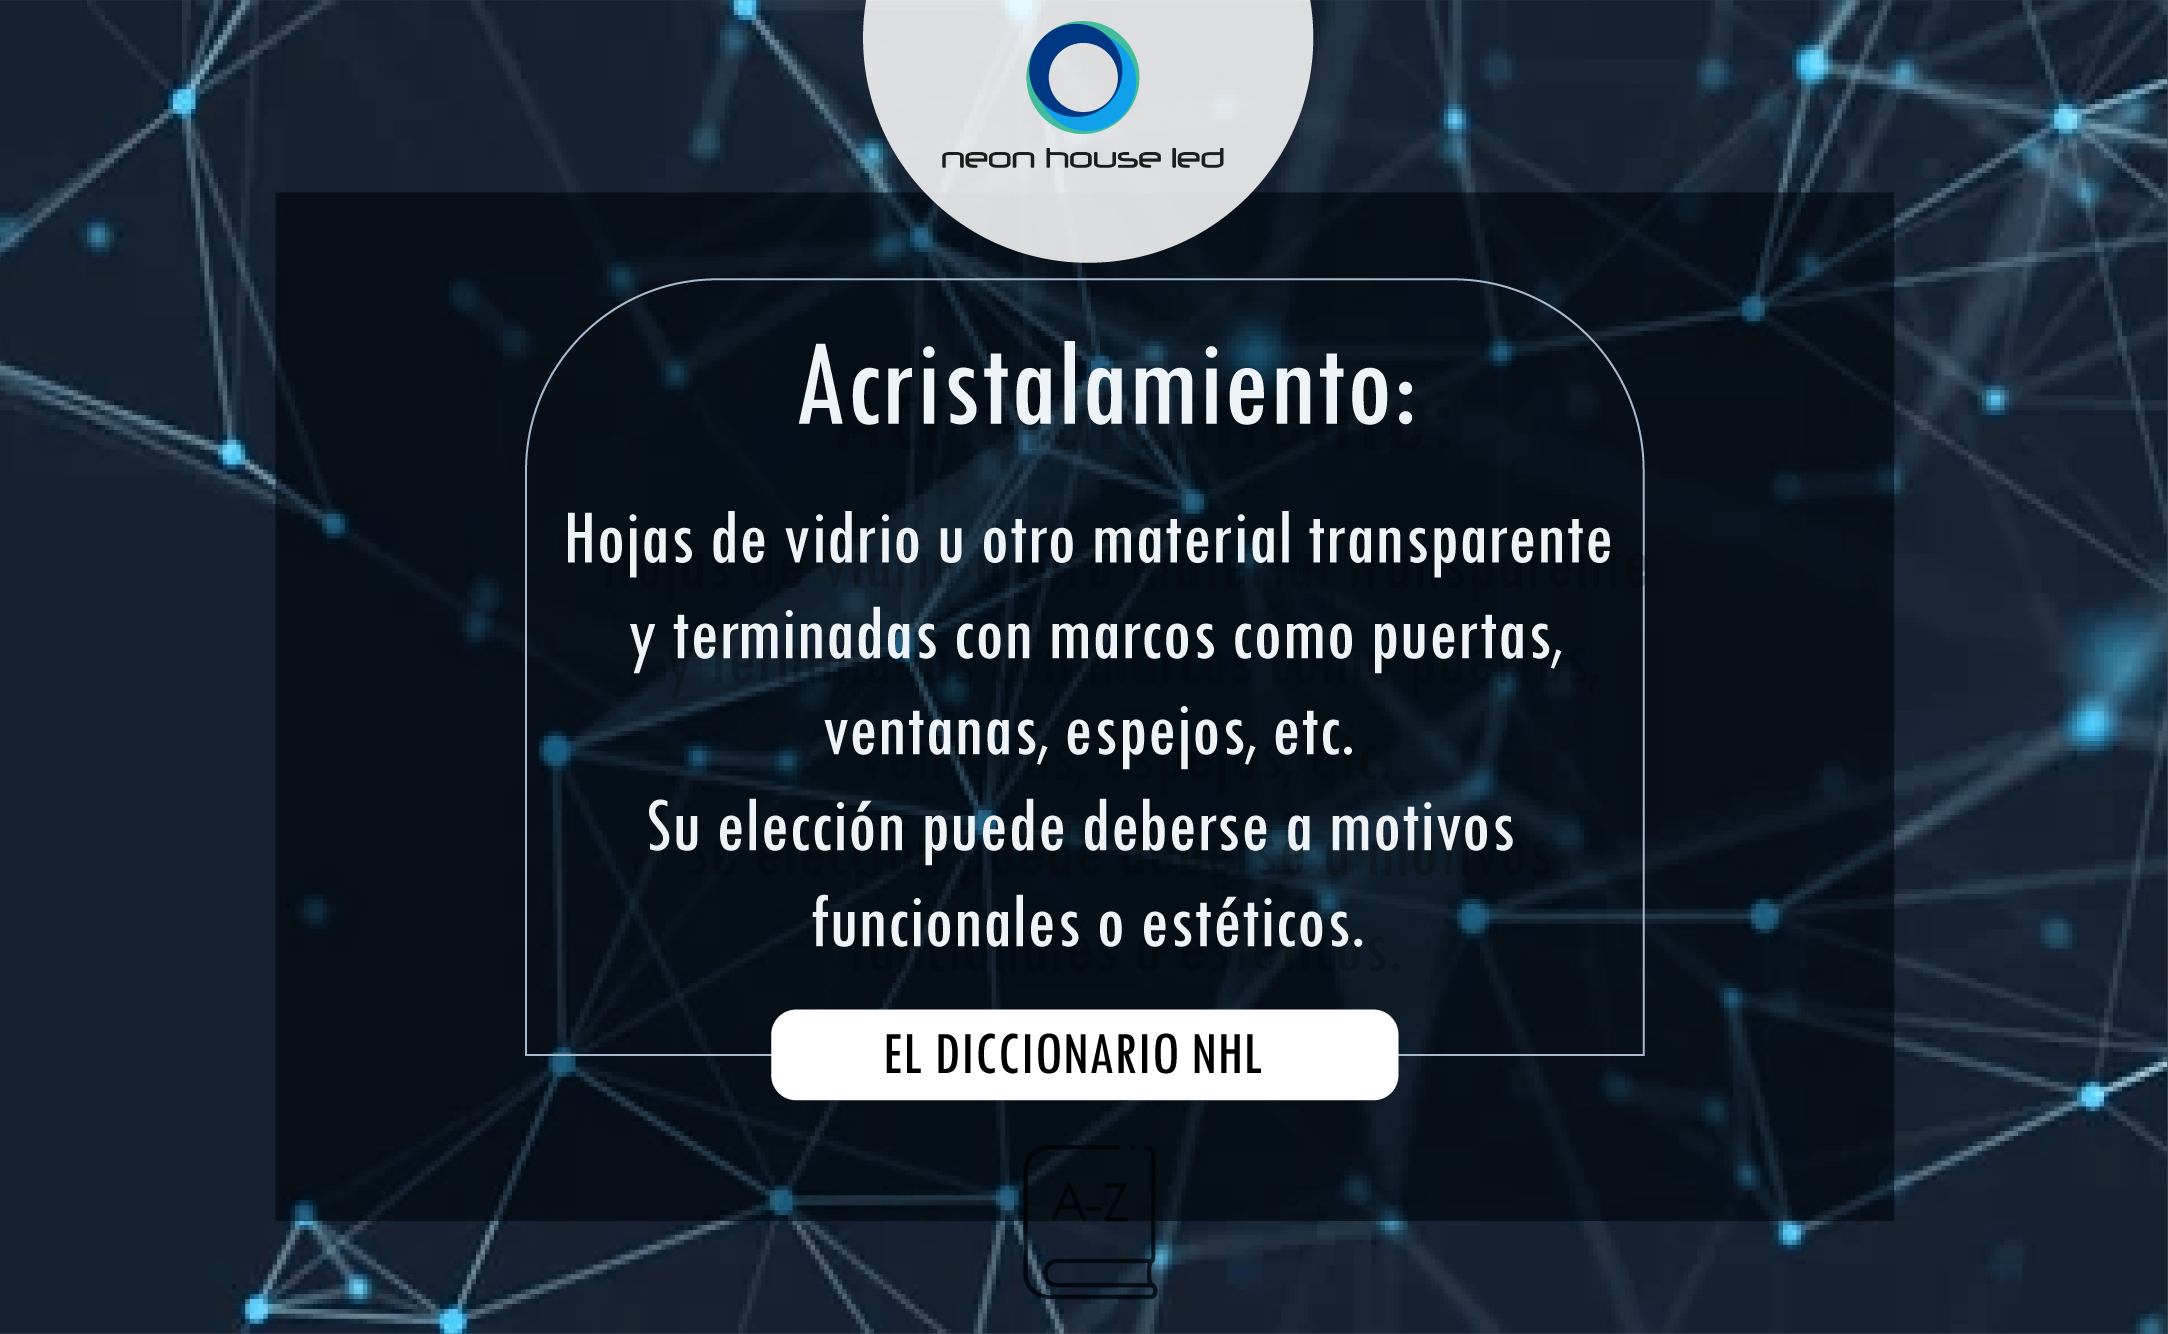 neon house led
Acristalamiento:
Hojas de vidrio u otro material transparente
y terminadas con marcos como puertas,
ventanas, espejos, etc.
Su elección puede deberse a motivos
funcionales o estéticos.
EL DICCIONARIO NHL
A-Z